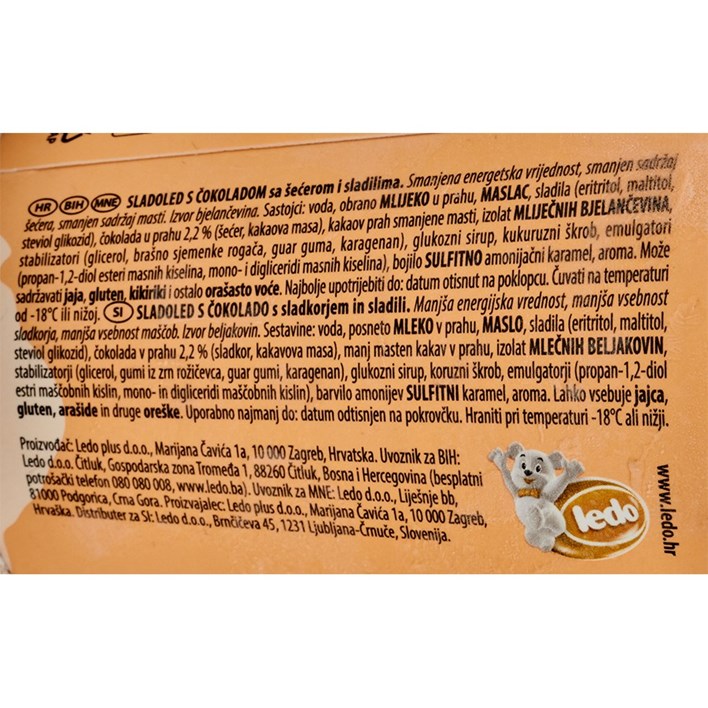 HR BIH MNE SLADOLED S ČOKOLADOM sa šećerom i sladilima. Smanjena energetska vrijednost, smanjen sadržaj
šećera, smanjen sadržaj masti. Izvor bjelančevina. Sastojci: voda, obrano MLIJEKO u prahu, MASLAC, sladila (eritritol, maltitol,
steviol glikozid), čokolada u prahu 2,2 % (šećer, kakaova masa), kakaov prah smanjene masti, izolat MLIJEČNIH BJELANČEVINA,
stabilizatori (glicerol, brašno sjemenke rogača, guar guma, karagenan), glukozni sirup, kukuruzni škrob, emulgatori
(propan-1,2-diol esteri masnih kiselina, mono- i digliceridi masnih kiselina), bojilo SULFITNO amonijačni karamel, aroma. Može
sadržavati jaja, gluten, kikiriki i ostalo orašasto voće. Najbolje upotrijebiti do: datum otisnut na poklopcu. Čuvati na temperaturi
od -18°C ili nižoj. SI SLADOLED S ČOKOLADO s sladkorjem in sladili. Manjša energijska vrednost, manjša vsebnost
sladkorja, manjša vsebnost maščob. Izvor beljakovin. Sestavine: voda, posneto MLEKO v prahu, MASLO, sladila (eritritol, maltitol,
steviol glikozid), čokolada v prahu 2,2 % (sladkor, kakavova masa), manj masten kakav v prahu, izolat MLEČNIH BELJAKOVIN,
stabilizatorji (glicerol, gumi iz zrn rožičevca, guar gumi, karagenan), glukozni sirup, koruzni škrob, emulgatorji (propan-1,2-diol
estri maščobnih kislin, mono- in digliceridi maščobnih kislin), barvilo amonijev SULFITNI karamel, aroma. Lahko vsebuje jajca,
gluten, arašide in druge oreške. Uporabno najmanj do: datum odtisnjen na pokrovčku. Hraniti pri temperaturi -18°C ali nižji.
Proizvođač: Ledo plus d.o.o., Marijana Čavića 1a, 10 000 Zagreb, Hrvatska. Uvoznik za BIH:
Ledo d.o.o. Čitluk, Gospodarska zona Tromeđa 1, 88260 Čitluk, Bosna i Hercegovina (besplatni
potrošački telefon 080 080 008, www.ledo.ba). Uvoznik za MNE: Ledo d.o.o., Liješnje bb,
81000 Podgorica, Crna Gora. Proizvajalec: Ledo plus d.o.o., Marijana Čavića 1a, 10 000 Zagreb,
Hrvaška. Distributer za SI: Ledo d.o.o., Brnčičeva 45, 1231 Ljubljana-Črnuče, Slovenija.
ledo
www.ledo.hr